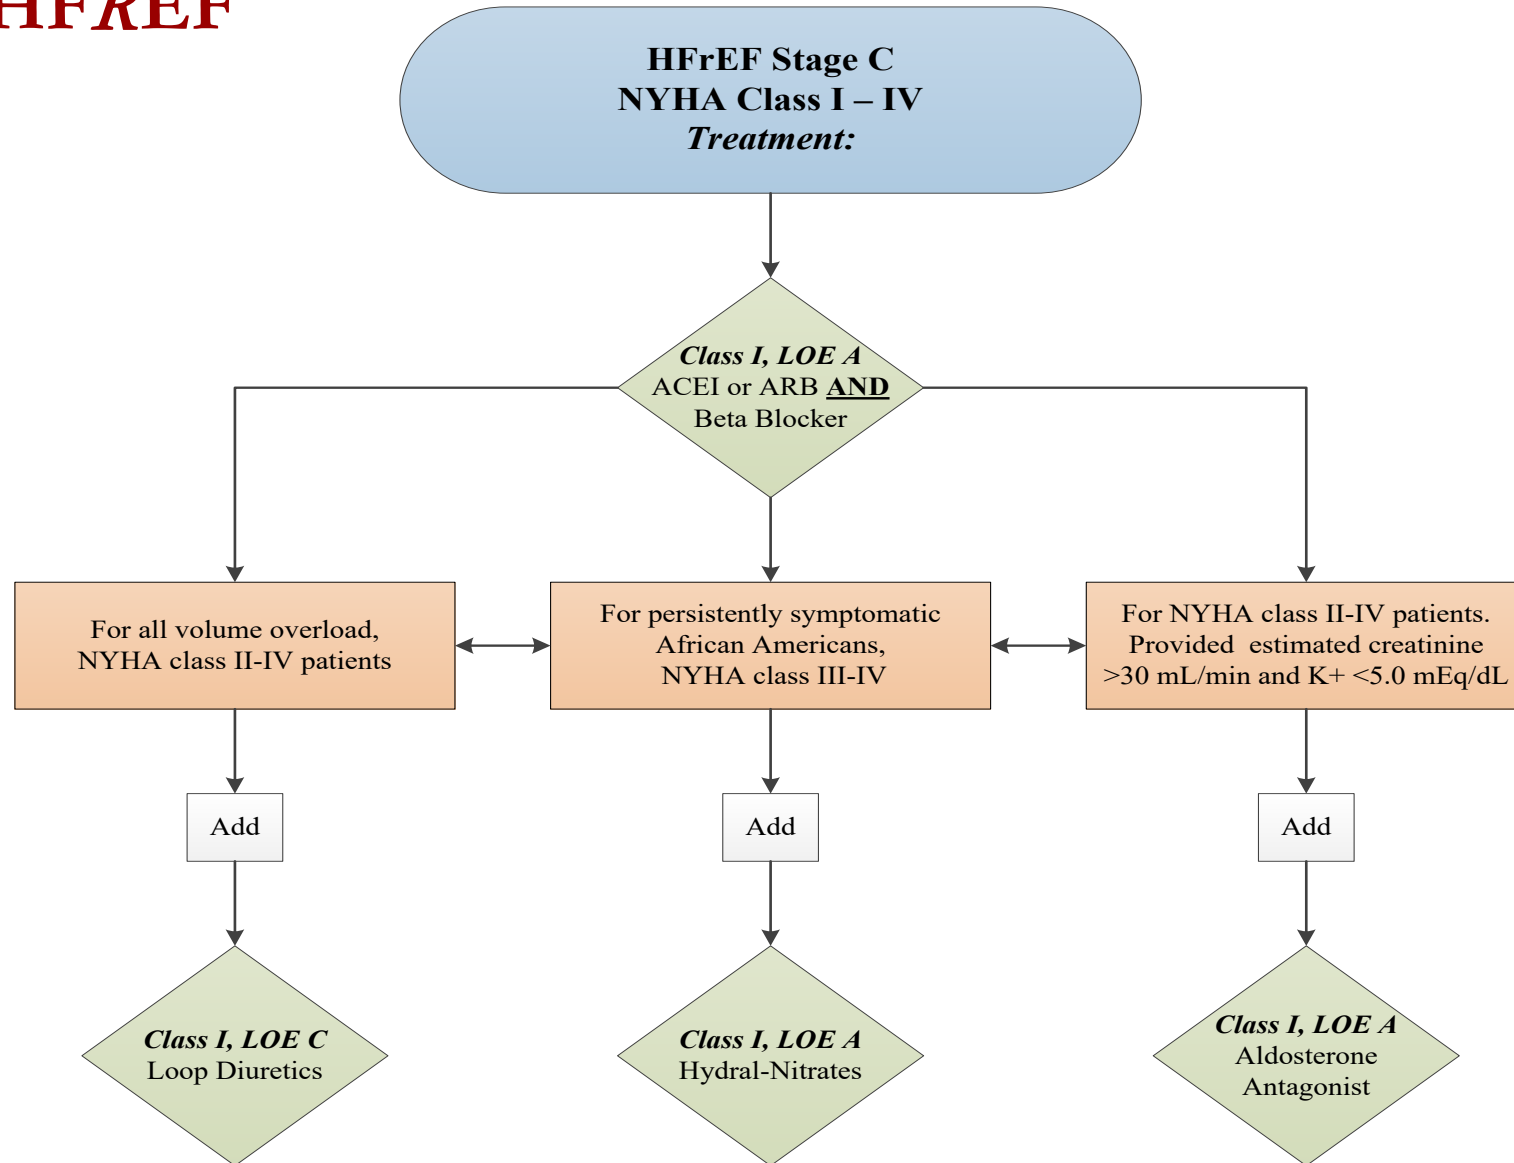 HFREF
HFrEF Stage C
NYHA Class I – IV
Treatment:
Class I, LOE A
ACEI or ARB AND
Beta Blocker
For all volume overload,
NYHA class II-IV patients
For persistently symptomatic
African Americans,
NYHA class III-IV
For NYHA class II-IV patients.
Provided estimated creatinine
>30 mL/min and K+ <5.0 mEq/dL
Add
Add
Add
Class I, LOE C
Loop Diuretics
Class I, LOE A
Hydral-Nitrates
Class I, LOE A
Aldosterone
Antagonist